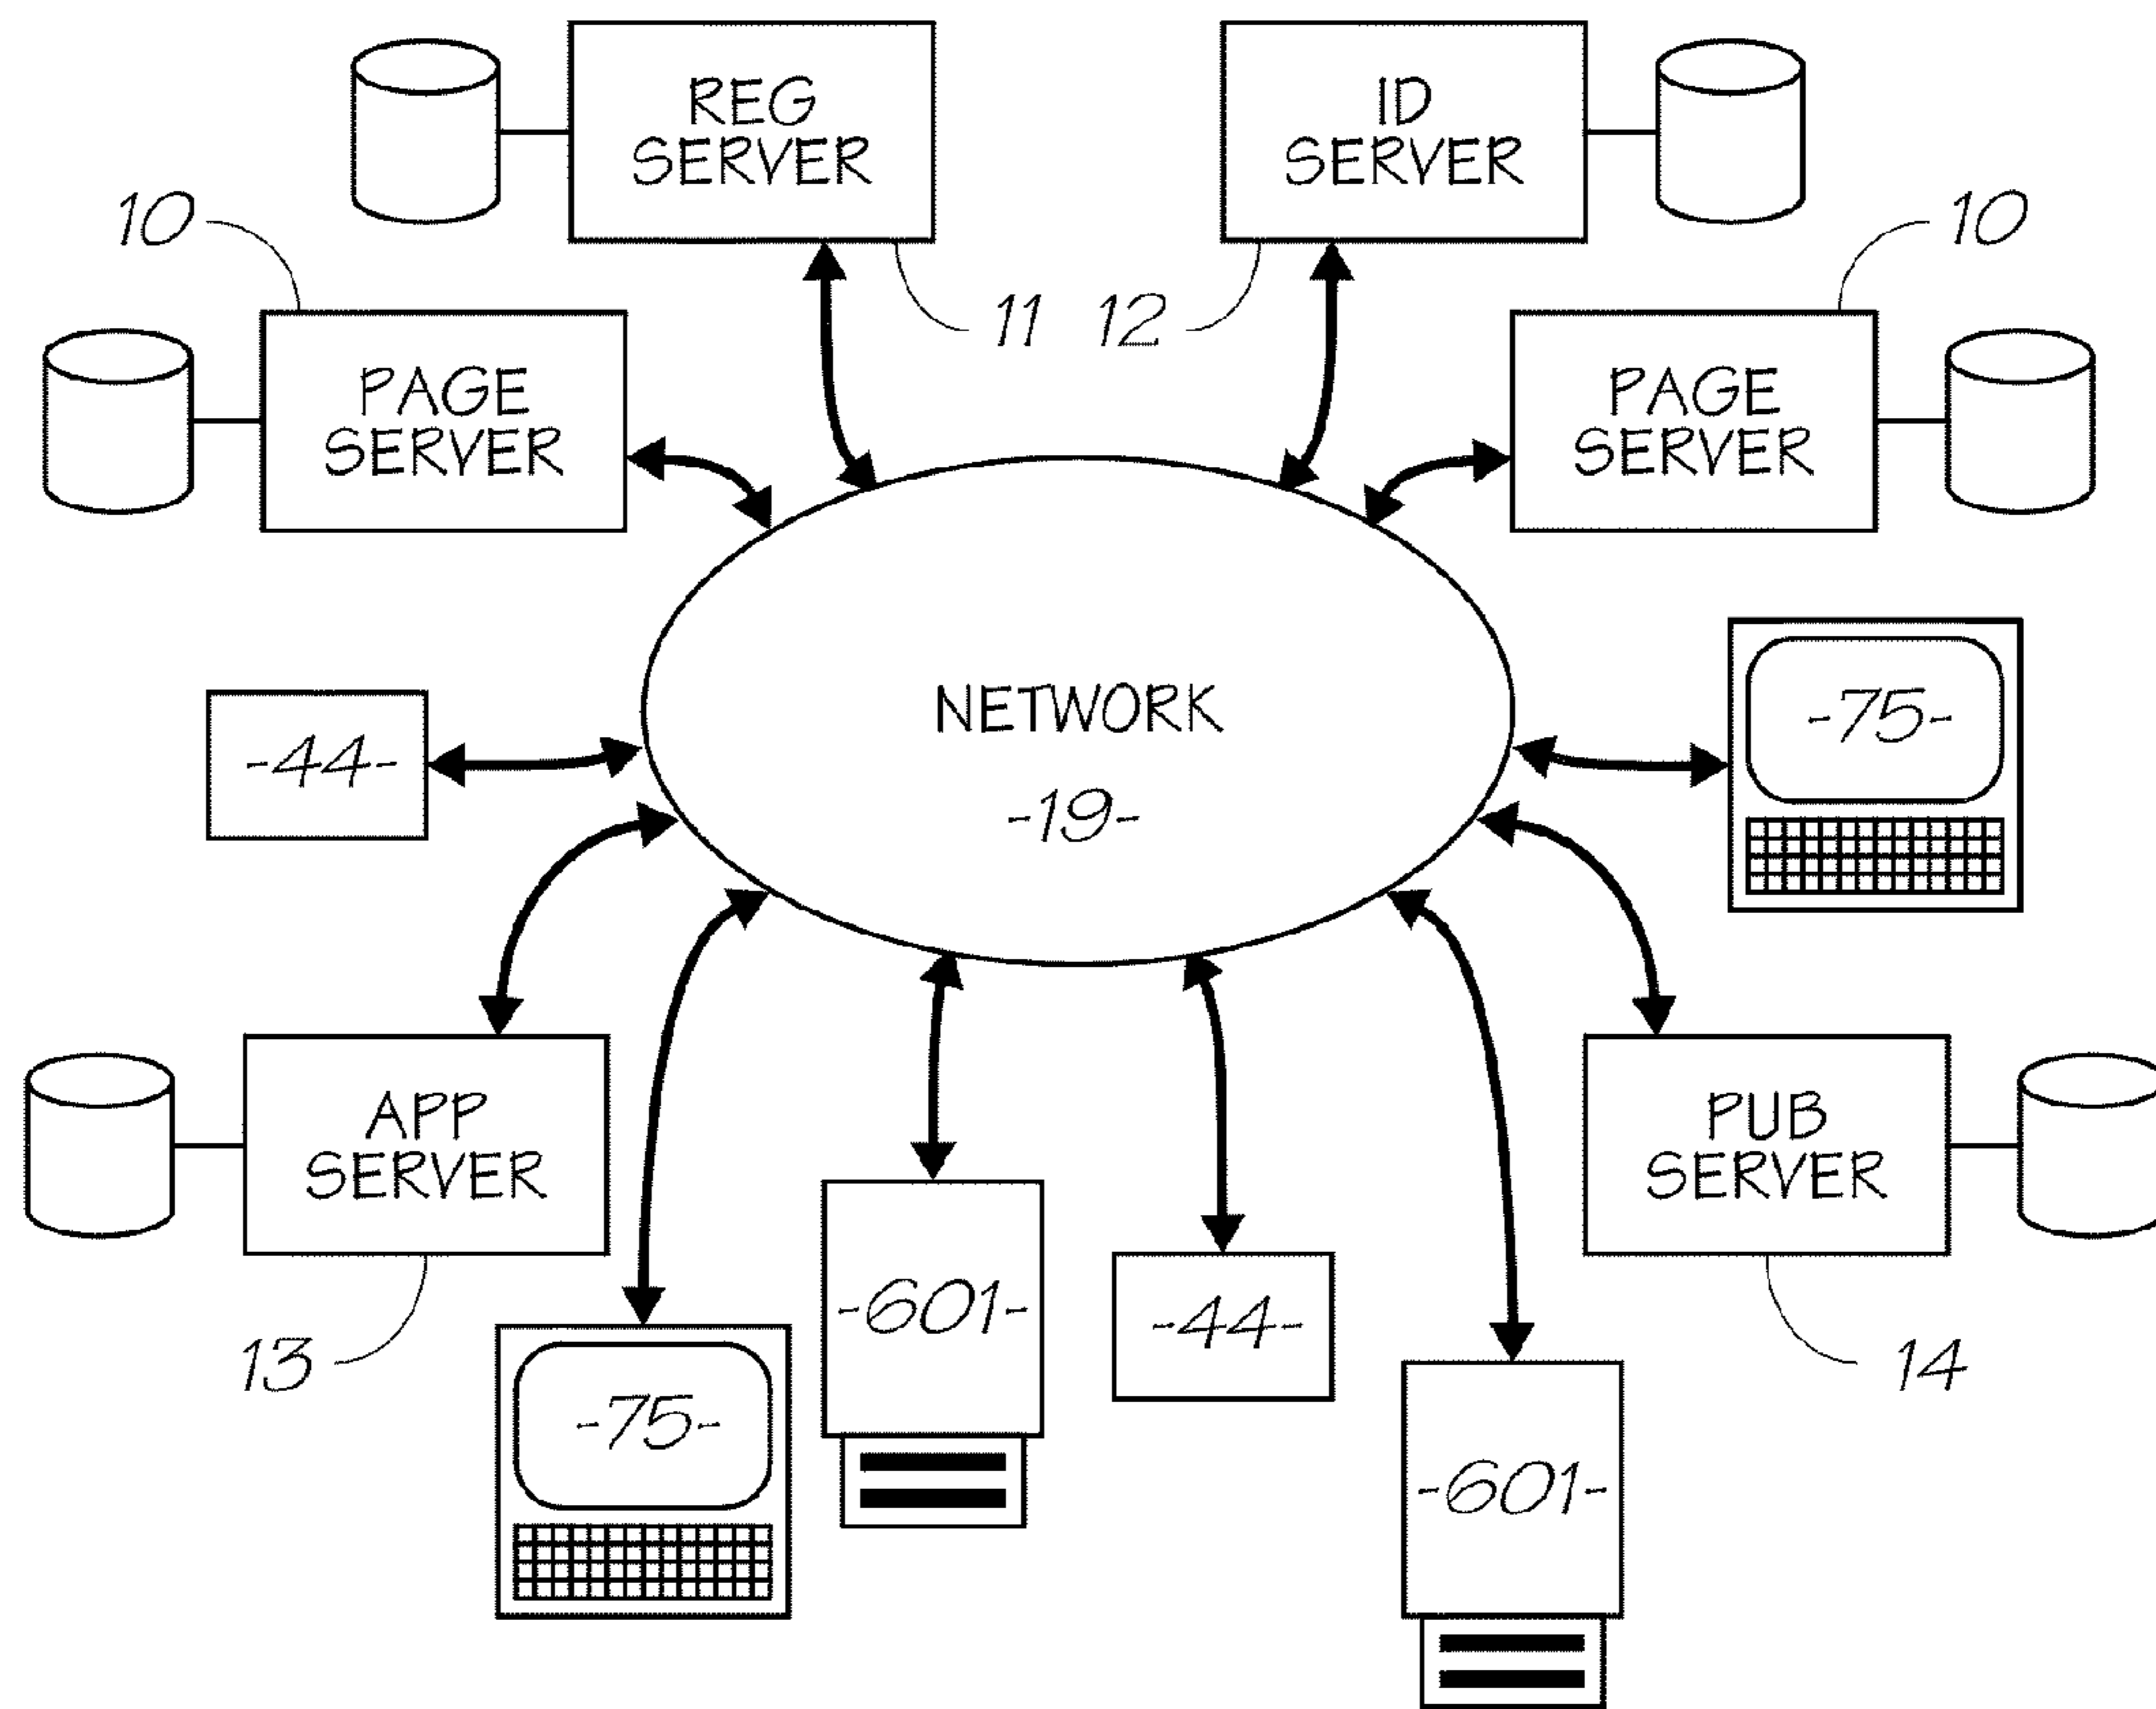 REG
SERVER
ID
SERVER
10
10
11
12
PAGE
SERVER
PAGE
SERVER
NETWORK
-19-
-44-
-75-
APP
SERVER
PUB
SERVER
-601-
-44-
13
14
-75-
-601-